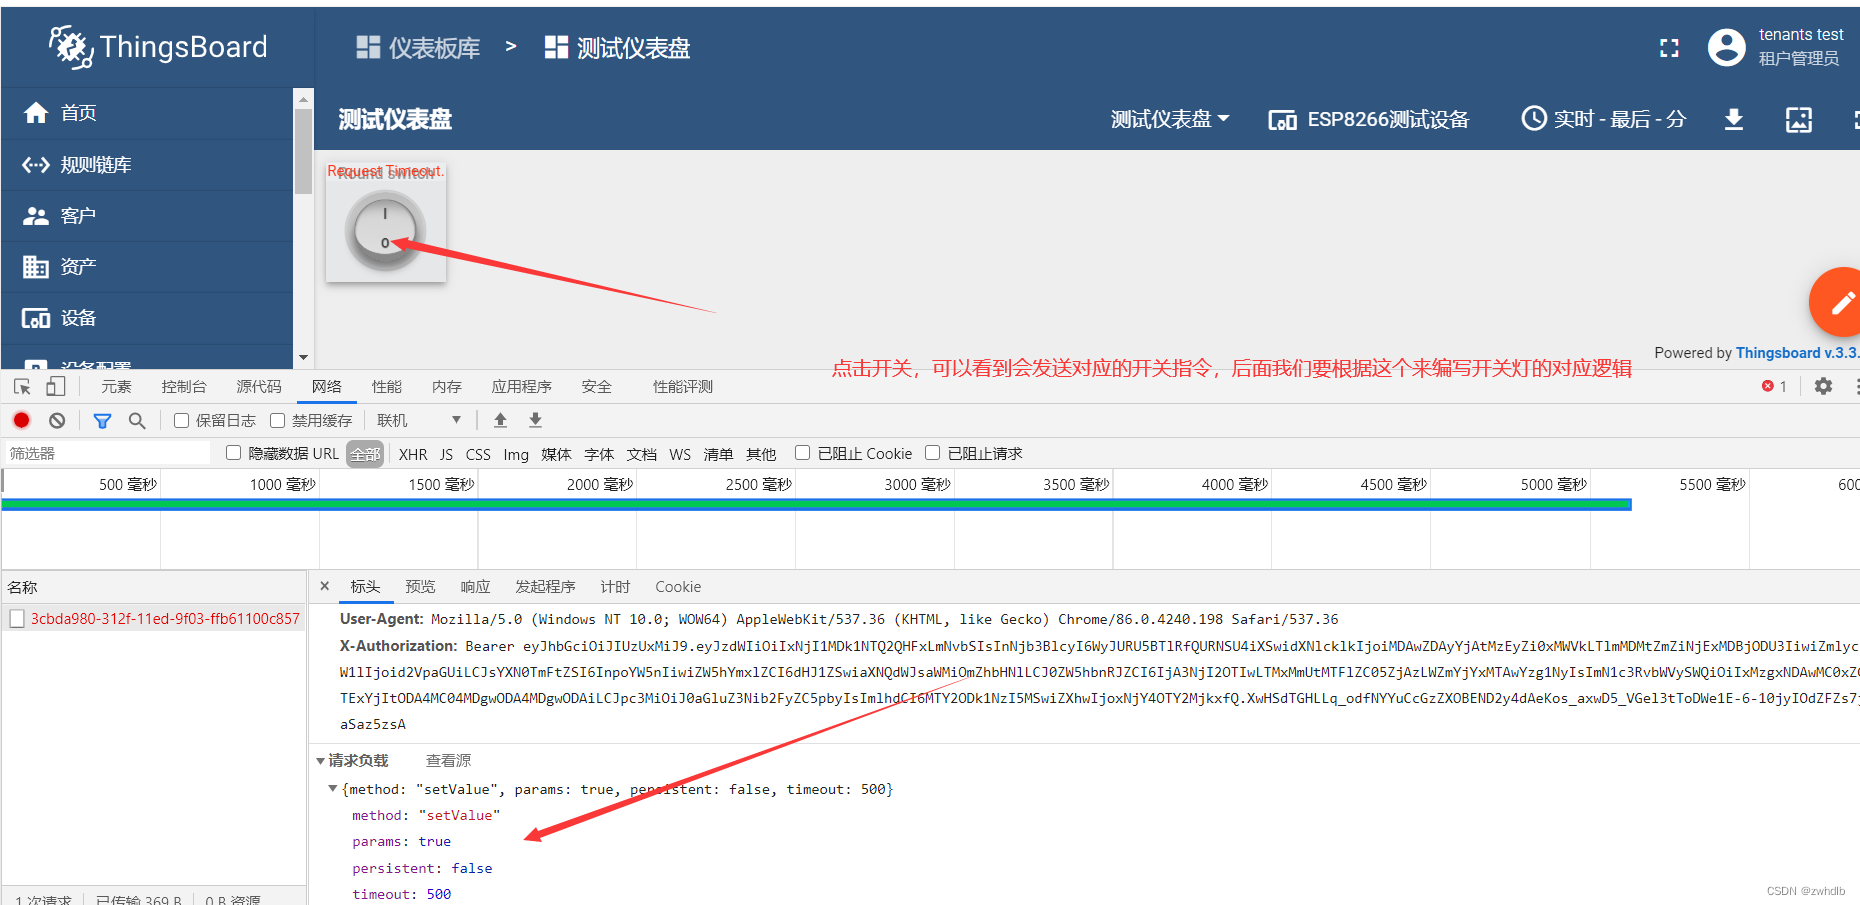 ThingsBoard
仪表板库 > 测试仪表盘
tenants test
租户管理员
首页
规则链库
客户
资产
设备
设备配置
测试仪表盘
测试仪表盘
ESP8266测试设备
实时 - 最后 - 分
Round switch
Request Timeout.
I
0
Powered by Thingsboard v.3.3.
点击开关，可以看到会发送对应的开关指令，后面我们要根据这个来编写开关灯的对应逻辑
元素 控制台 源代码 网络 性能 内存 应用程序 安全 性能评测
1
保留日志 禁用缓存 联机
筛选器 隐藏数据 URL 全部 XHR JS CSS Img 媒体 字体 文档 WS 清单 其他 已阻止 Cookie 已阻止请求
500 毫秒 1000 毫秒 1500 毫秒 2000 毫秒 2500 毫秒 3000 毫秒 3500 毫秒 4000 毫秒 4500 毫秒 5000 毫秒 5500 毫秒 600
名称
3cbda980-312f-11ed-9f03-ffb61100c857
× 标头 预览 响应 发起程序 计时 Cookie
User-Agent: Mozilla/5.0 (Windows NT 10.0; WOW64) AppleWebKit/537.36 (KHTML, like Gecko) Chrome/86.0.4240.198 Safari/537.36
X-Authorization: Bearer
aSaz5zsA
请求负载 查看源
{method: "setValue", params: true, persistent: false, timeout: 500}
method: "setValue"
params: true
persistent: false
timeout: 500
1 次请求 已传输 369 B 0 B 资源
CSDN @zwhdlb